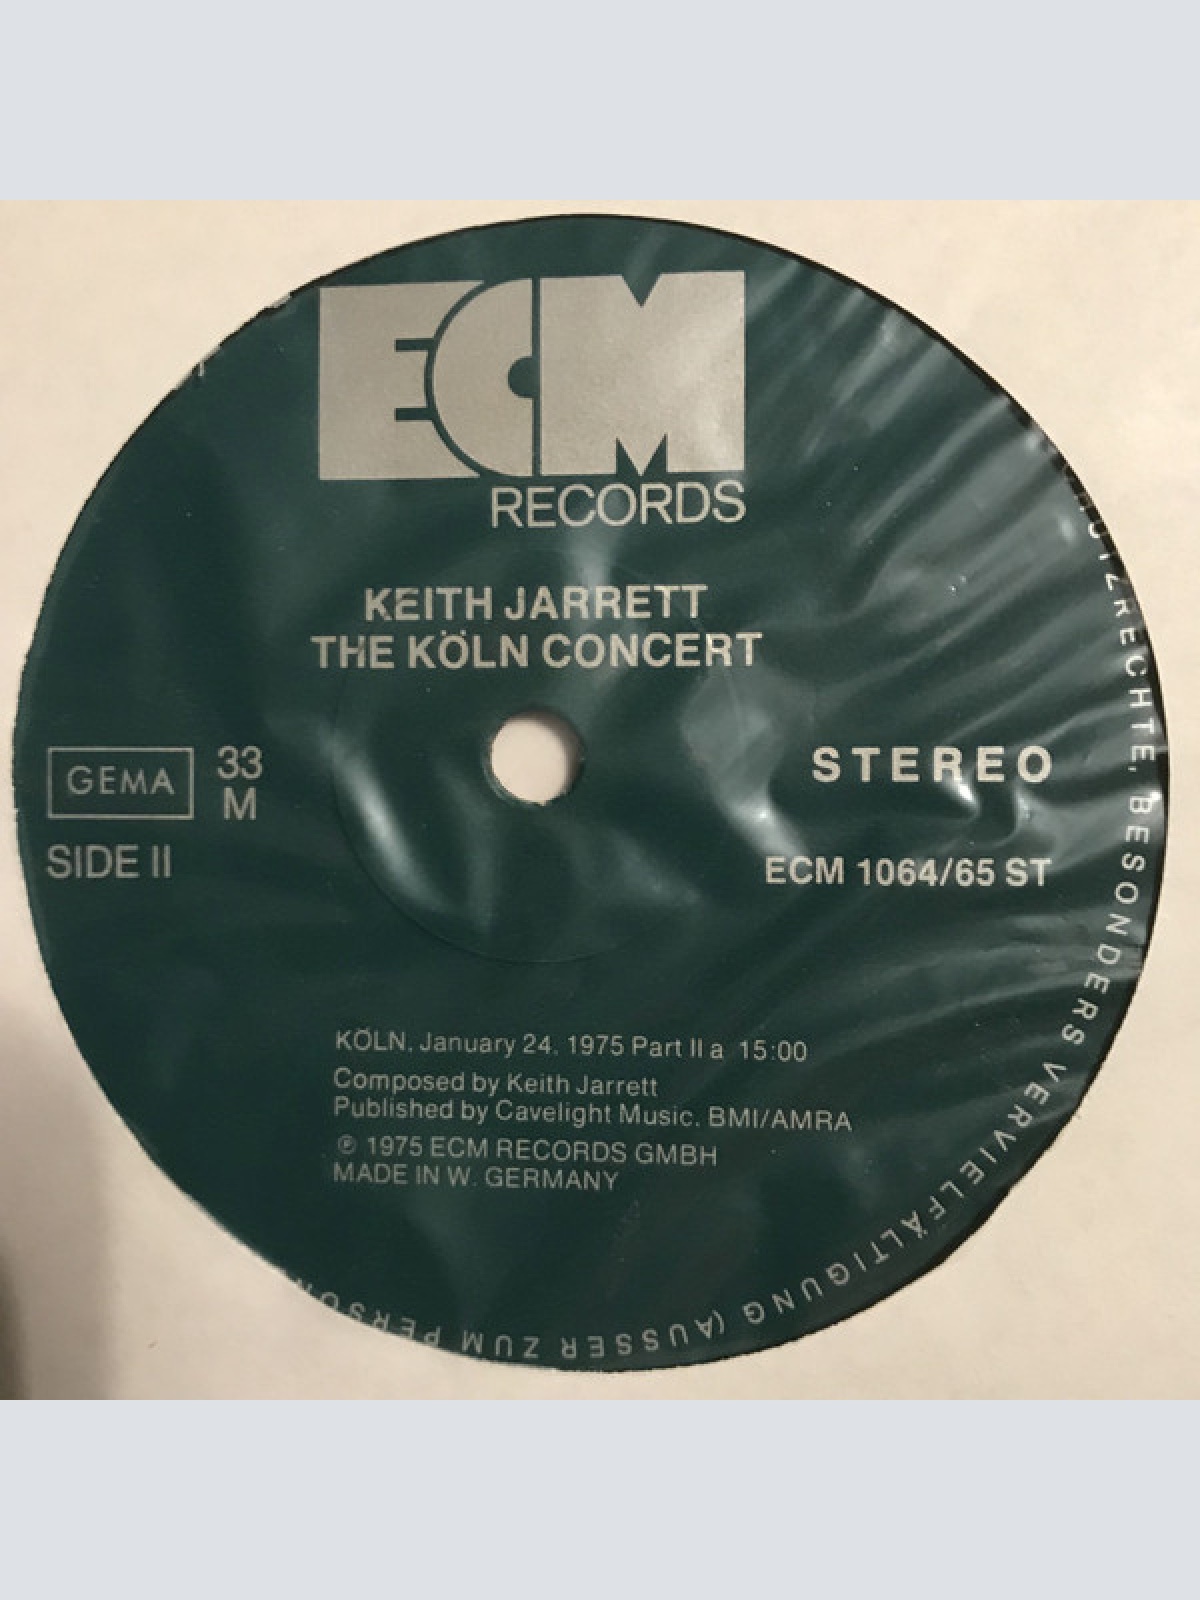 ECM
RECORDS
KEITH JARRETT
THE KÖLN CONCERT
GEMA
33
M
SIDE II
STEREO
ECM 1064/65 ST
KÖLN, January 24, 1975 Part II a 15:00
Composed by Keith Jarrett
Published by Cavelight Music, BMI/AMRA
℗ 1975 ECM RECORDS GMBH
MADE IN W. GERMANY
BESONDERS VERVIELFÄLTIGUNG (AUSSER ZUM